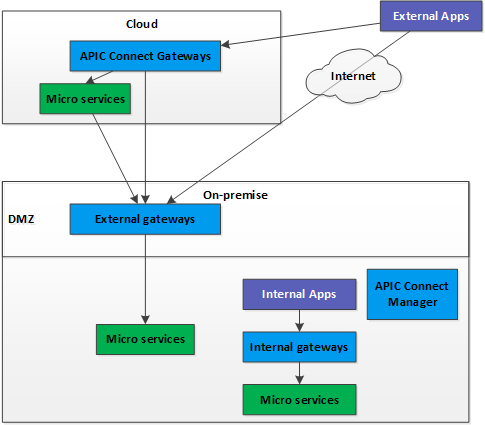 External Apps
Cloud
APIC Connect Gateways
Internet
Micro services
On-premise
DMZ
External gateways
APIC Connect
Manager
Internal Apps
Micro services
Internal gateways
Micro services